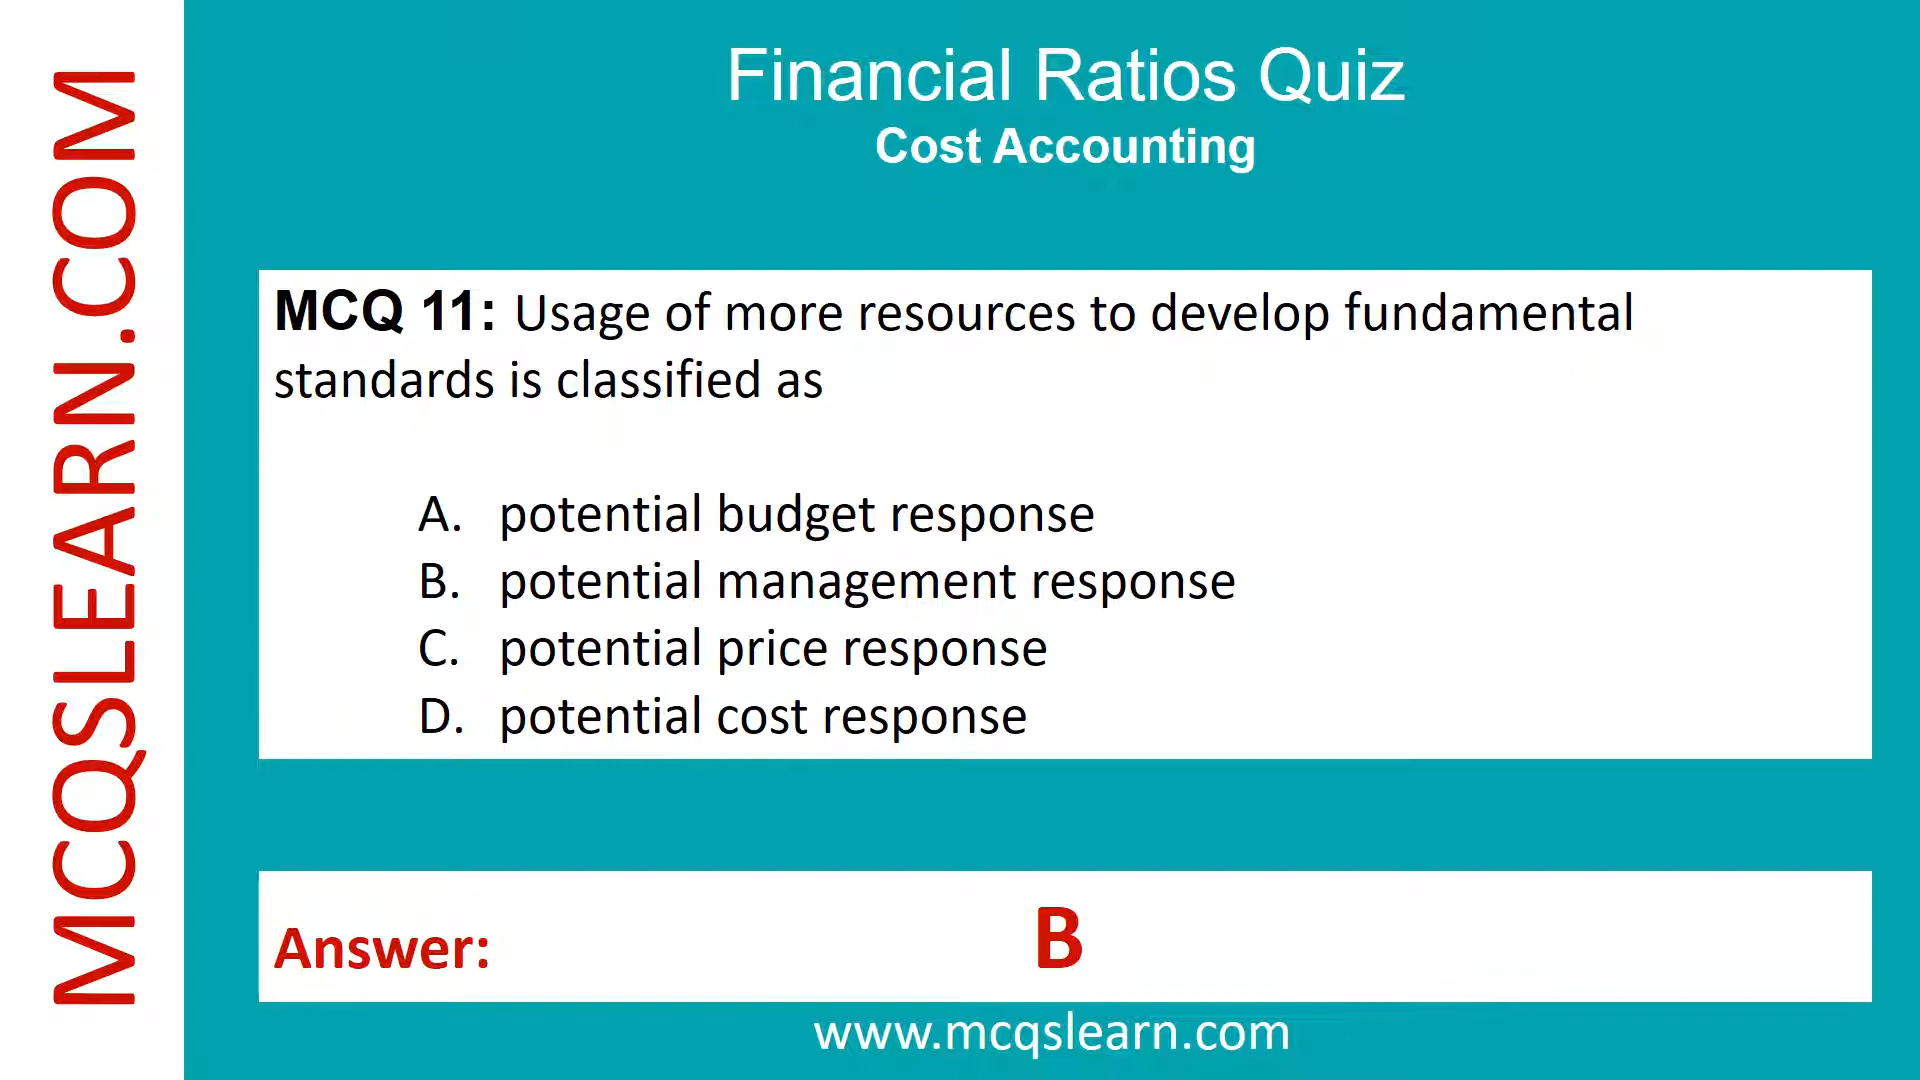 MCQSLEARN.COM
Financial Ratios Quiz
Cost Accounting
MCQ 11: Usage of more resources to develop fundamental
standards is classified as
A. potential budget response
B. potential management response
C. potential price response
D. potential cost response
Answer: B
www.mcqslearn.com